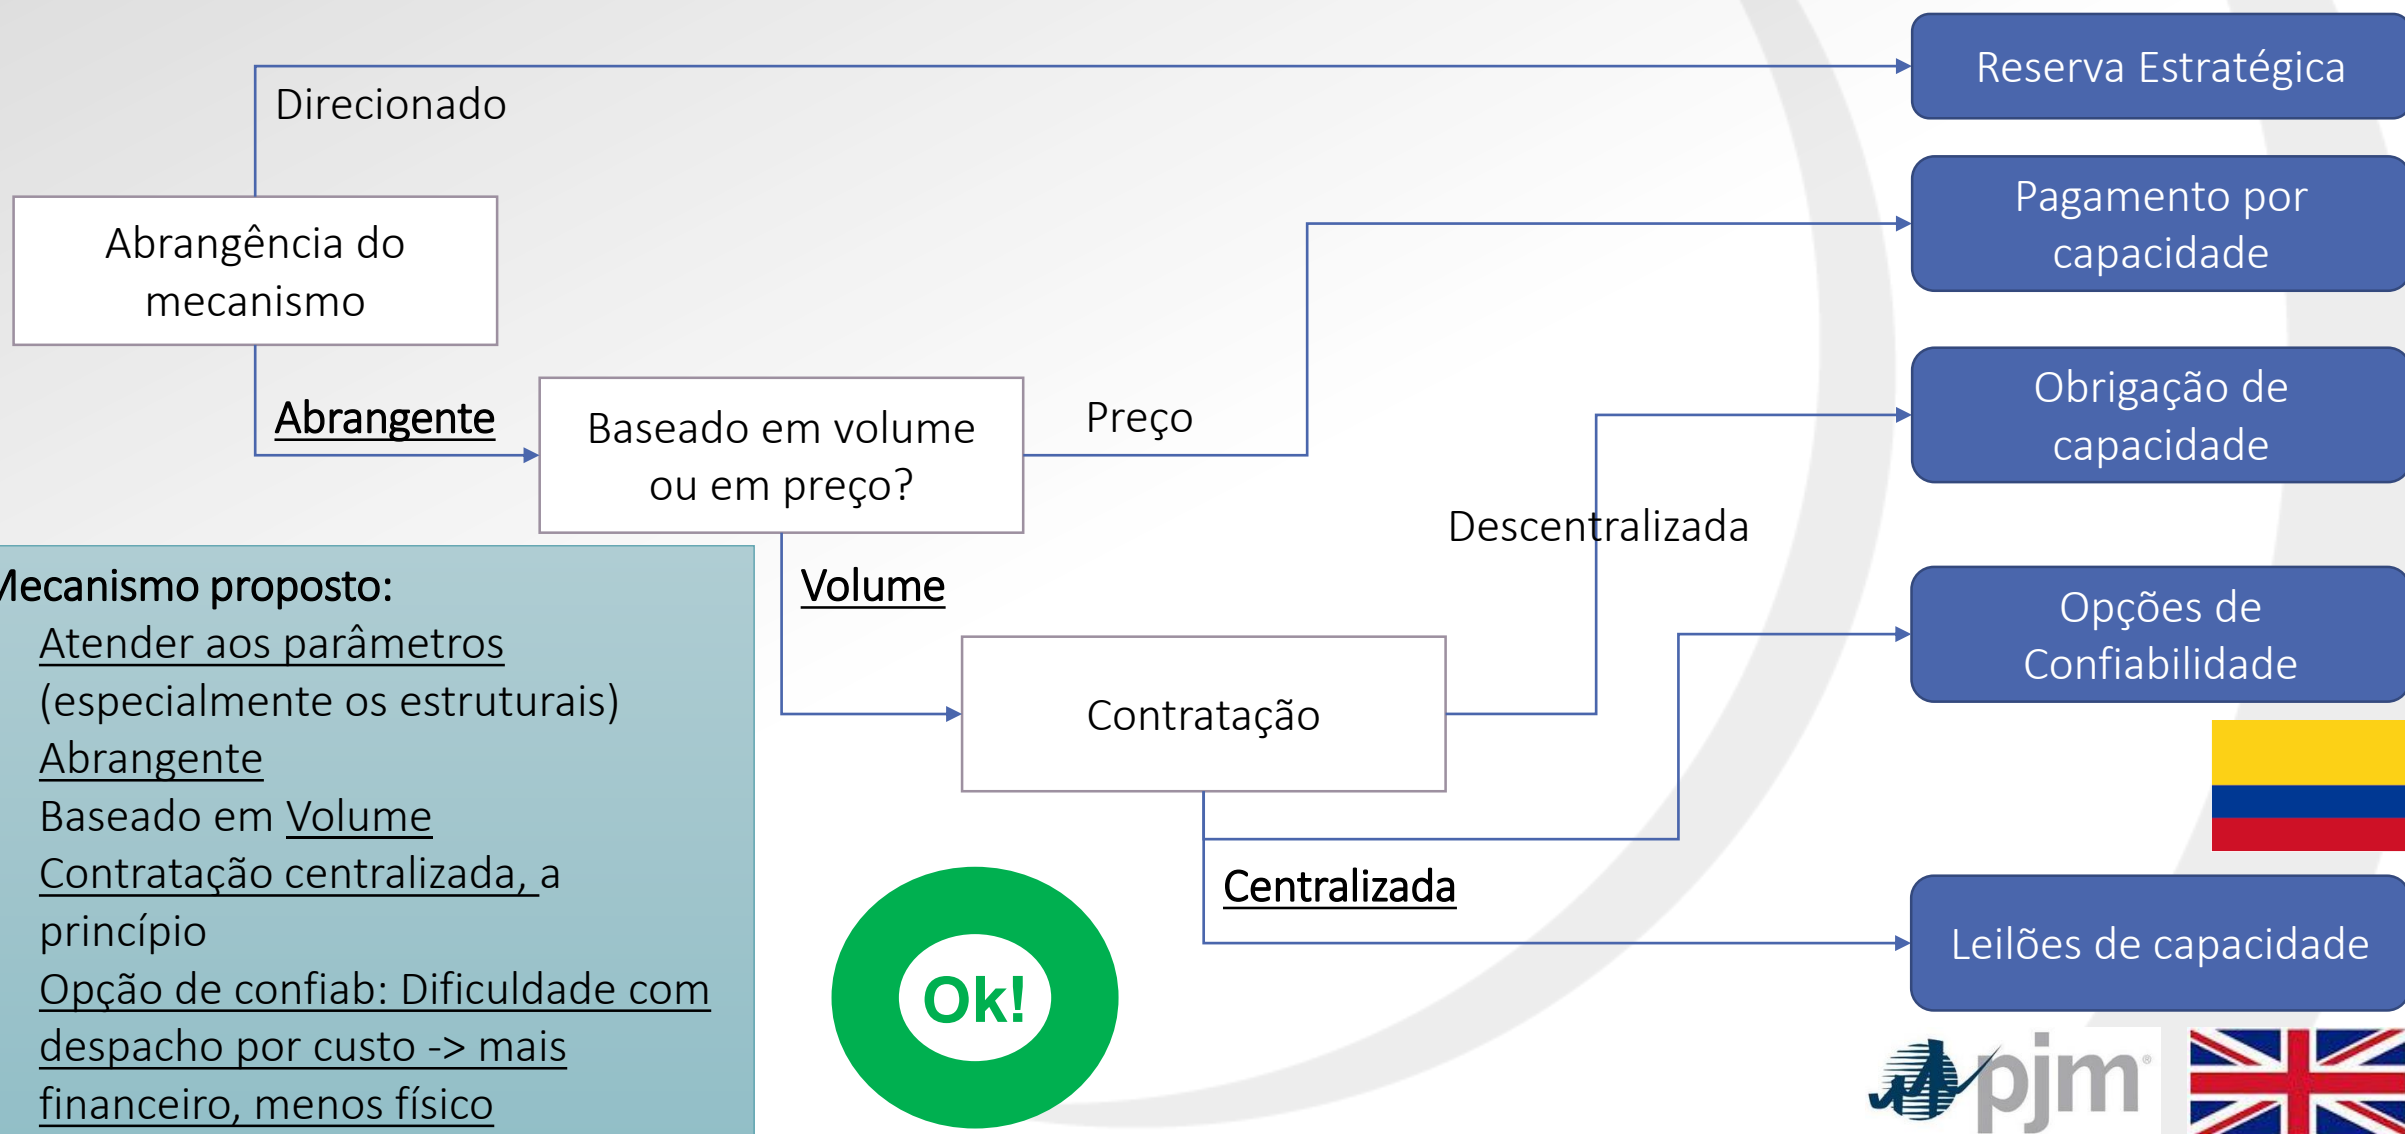 Reserva Estratégica
Direcionado
Pagamento por
capacidade
Abrangência do
mecanismo
Obrigação de
capacidade
Abrangente
Baseado em volume
ou em preço?
Preço
Descentralizada
Mecanismo proposto:
Atender aos parâmetros
(especialmente os estruturais)
Abrangente
Baseado em Volume
Contratação centralizada, a
princípio
Opção de confiab: Dificuldade com
despacho por custo -> mais
financeiro, menos físico
Volume
Opções de
Confiabilidade
Contratação
Centralizada
Ok!
Leilões de capacidade
pjm®